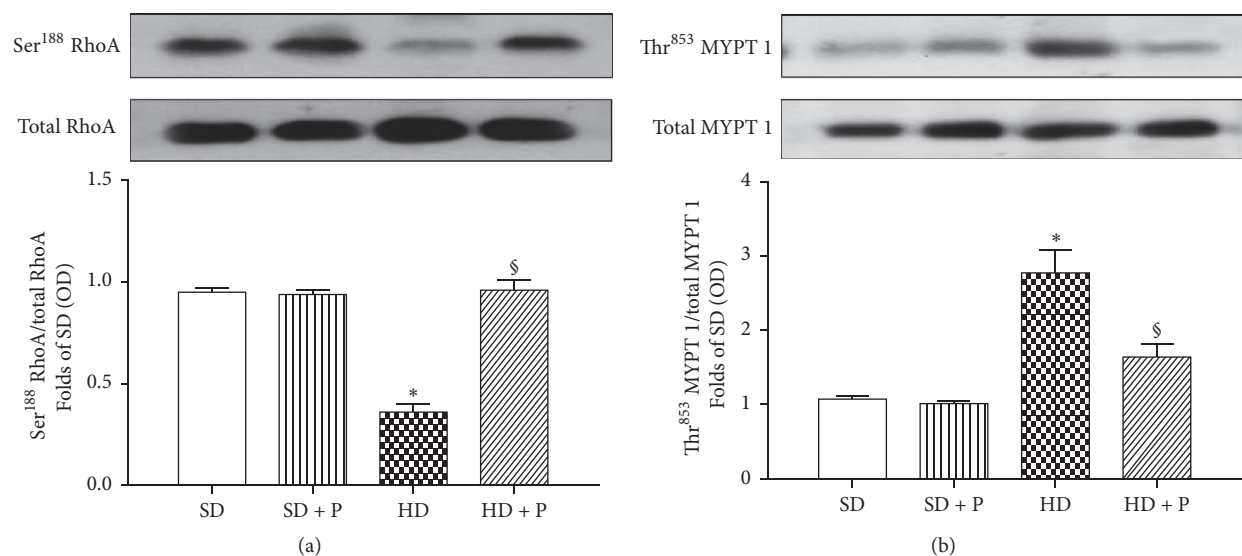 Ser¹⁸⁸ RhoA
Total RhoA
Ser¹⁸⁸ RhoA/total RhoA
Folds of SD (OD)
1.5
1.0
0.5
0.0
*
§
SD
SD + P
HD
HD + P
(a)
Thr⁸⁵³ MYPT 1
Total MYPT 1
Thr⁸⁵³ MYPT 1/total MYPT 1
Folds of SD (OD)
4
3
2
1
0
*
§
SD
SD + P
HD
HD + P
(b)